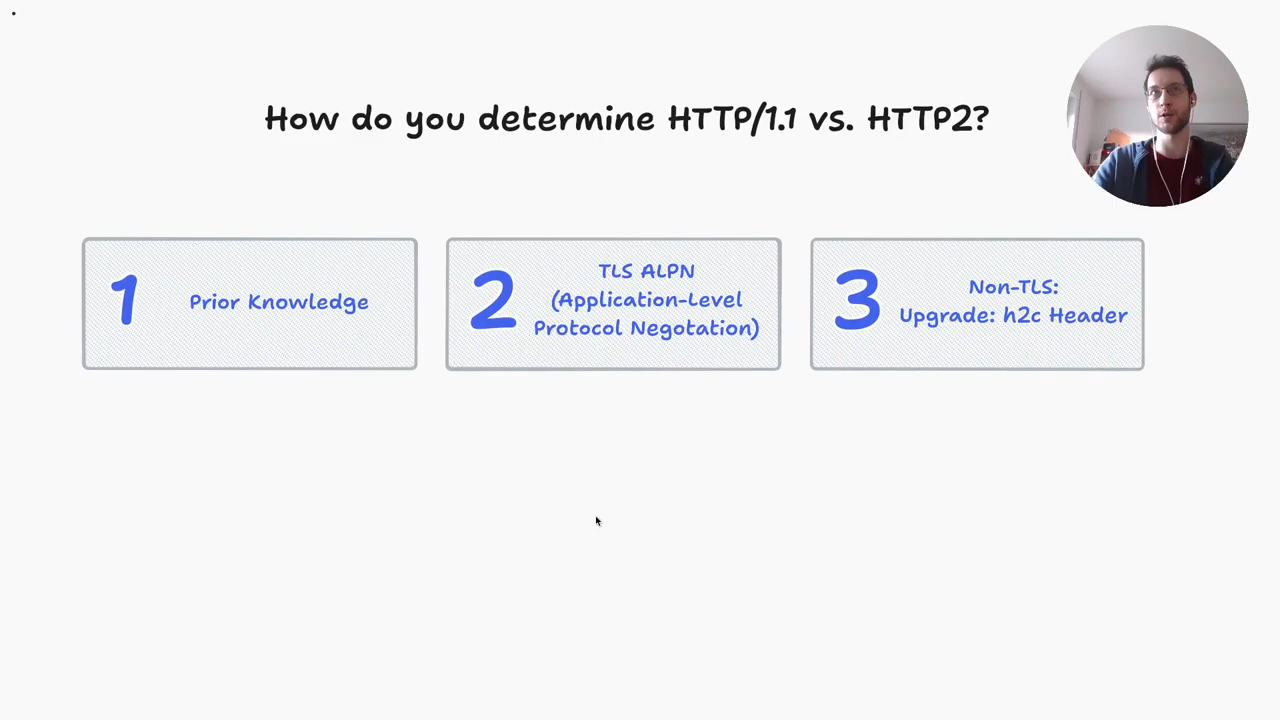 How do you determine HTTP/1.1 vs. HTTP2?
1
Prior Knowledge
2
TLS ALPN
(Application-Level
Protocol Negotation)
3
Non-TLS:
Upgrade: h2c Header